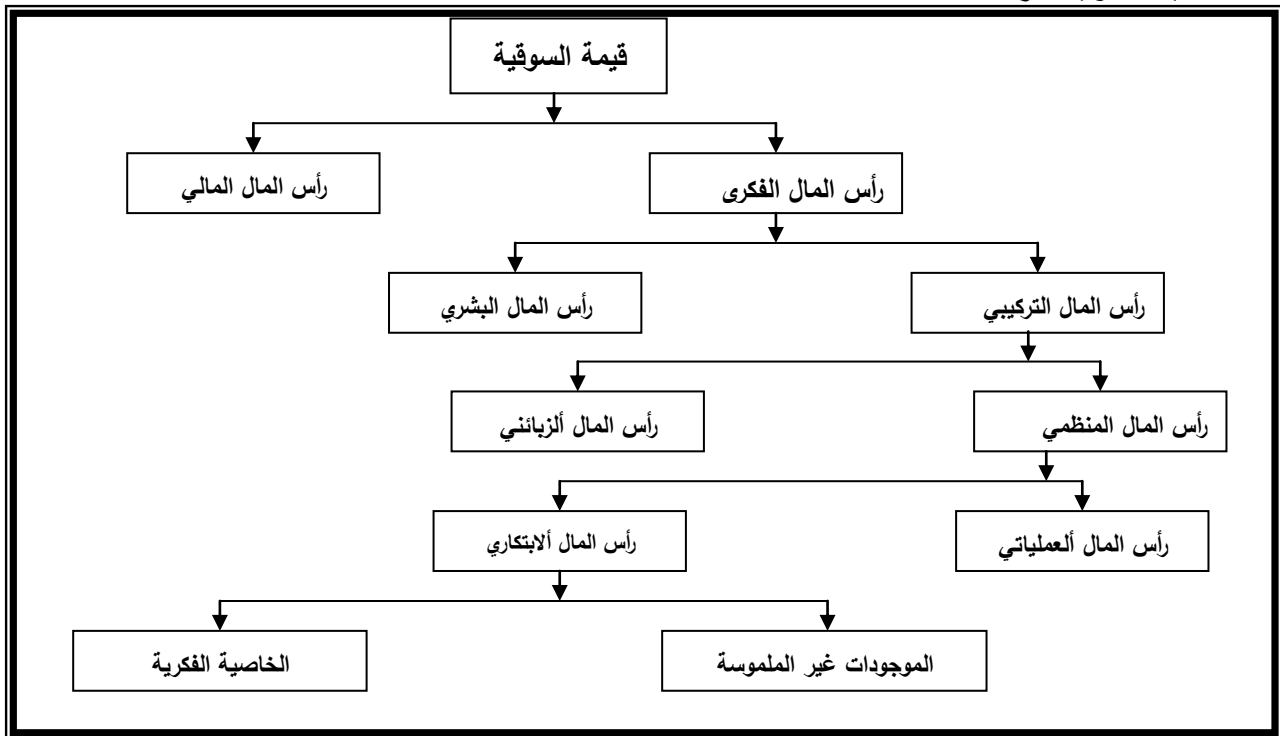 قيمة السوقية
رأس المال الفكرى
رأس المال المالي
رأس المال التركيبي
رأس المال البشري
رأس المال المنظمي
رأس المال ألزبائني
رأس المال ألعملياتي
رأس المال ألابتكاري
الموجودات غير الملموسة
الخاصية الفكرية